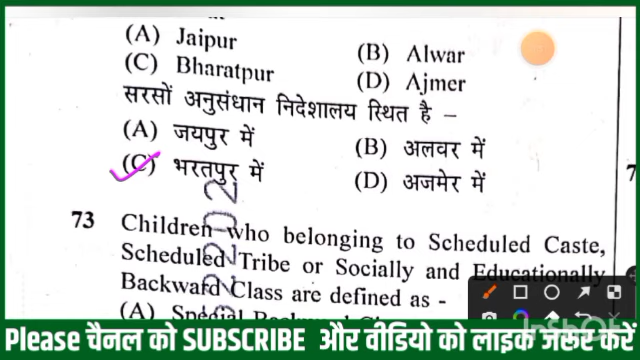 (A) Jaipur
(B) Alwar
(C) Bharatpur
(D) Ajmer
सरसों अनुसंधान निदेशालय स्थित है –
(A) जयपुर में
(B) अलवर में
(C) भरतपुर में
(D) अजमेर में
73 Children who belonging to Scheduled Caste,
Scheduled Tribe or Socially and Educationally
Backward Class are defined as -
(A) Special
Please चैनल को SUBSCRIBE और वीडियो को लाइक जरूर करें